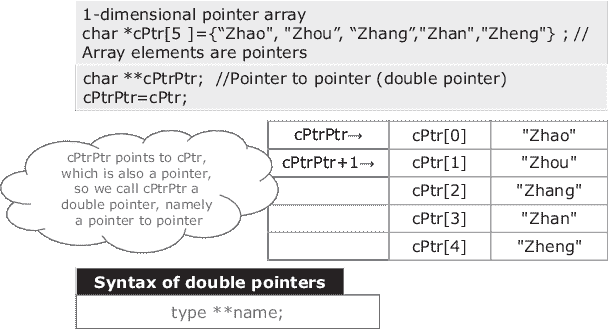 1-dimensional pointer array
char *cPtr[5 ]={“Zhao", "Zhou", “Zhang”,"Zhan","Zheng"} ; //
Array elements are pointers
char **cPtrPtr;  //Pointer to pointer (double pointer)
cPtrPtr=cPtr;
cPtrPtr→ cPtr[0] "Zhao"
cPtrPtr+1→ cPtr[1] "Zhou"
cPtr[2] "Zhang"
cPtr[3] "Zhan"
cPtr[4] "Zheng"
cPtrPtr points to cPtr,
which is also a pointer,
so we call cPtrPtr a
double pointer, namely
a pointer to pointer
Syntax of double pointers
type **name;